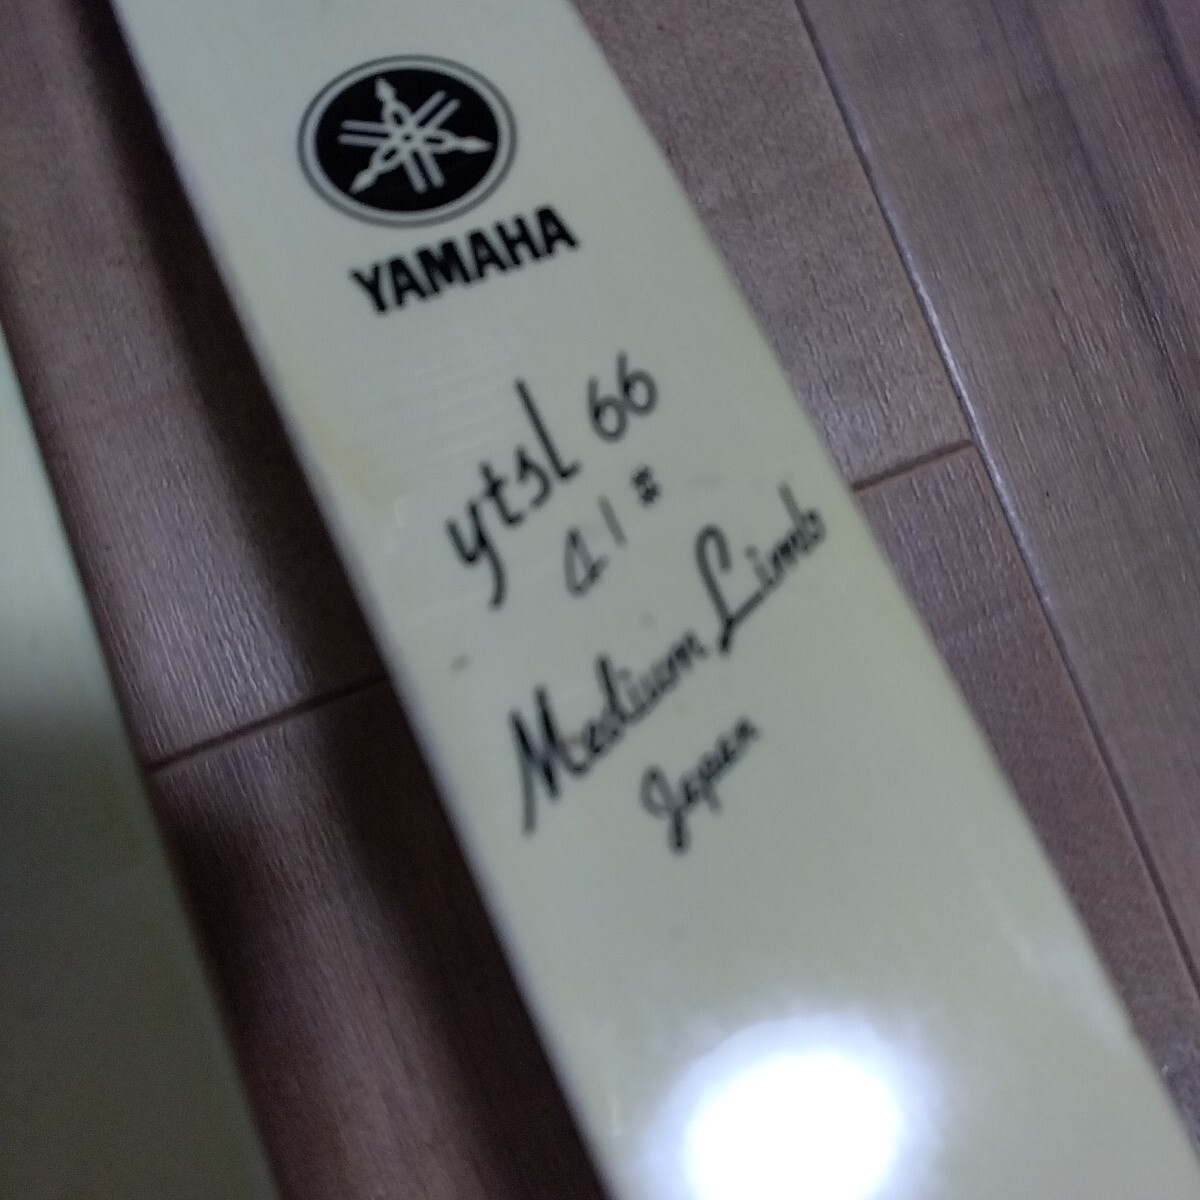 YAMAHA
ytsl 66
41 #
Medium Limb
Japan